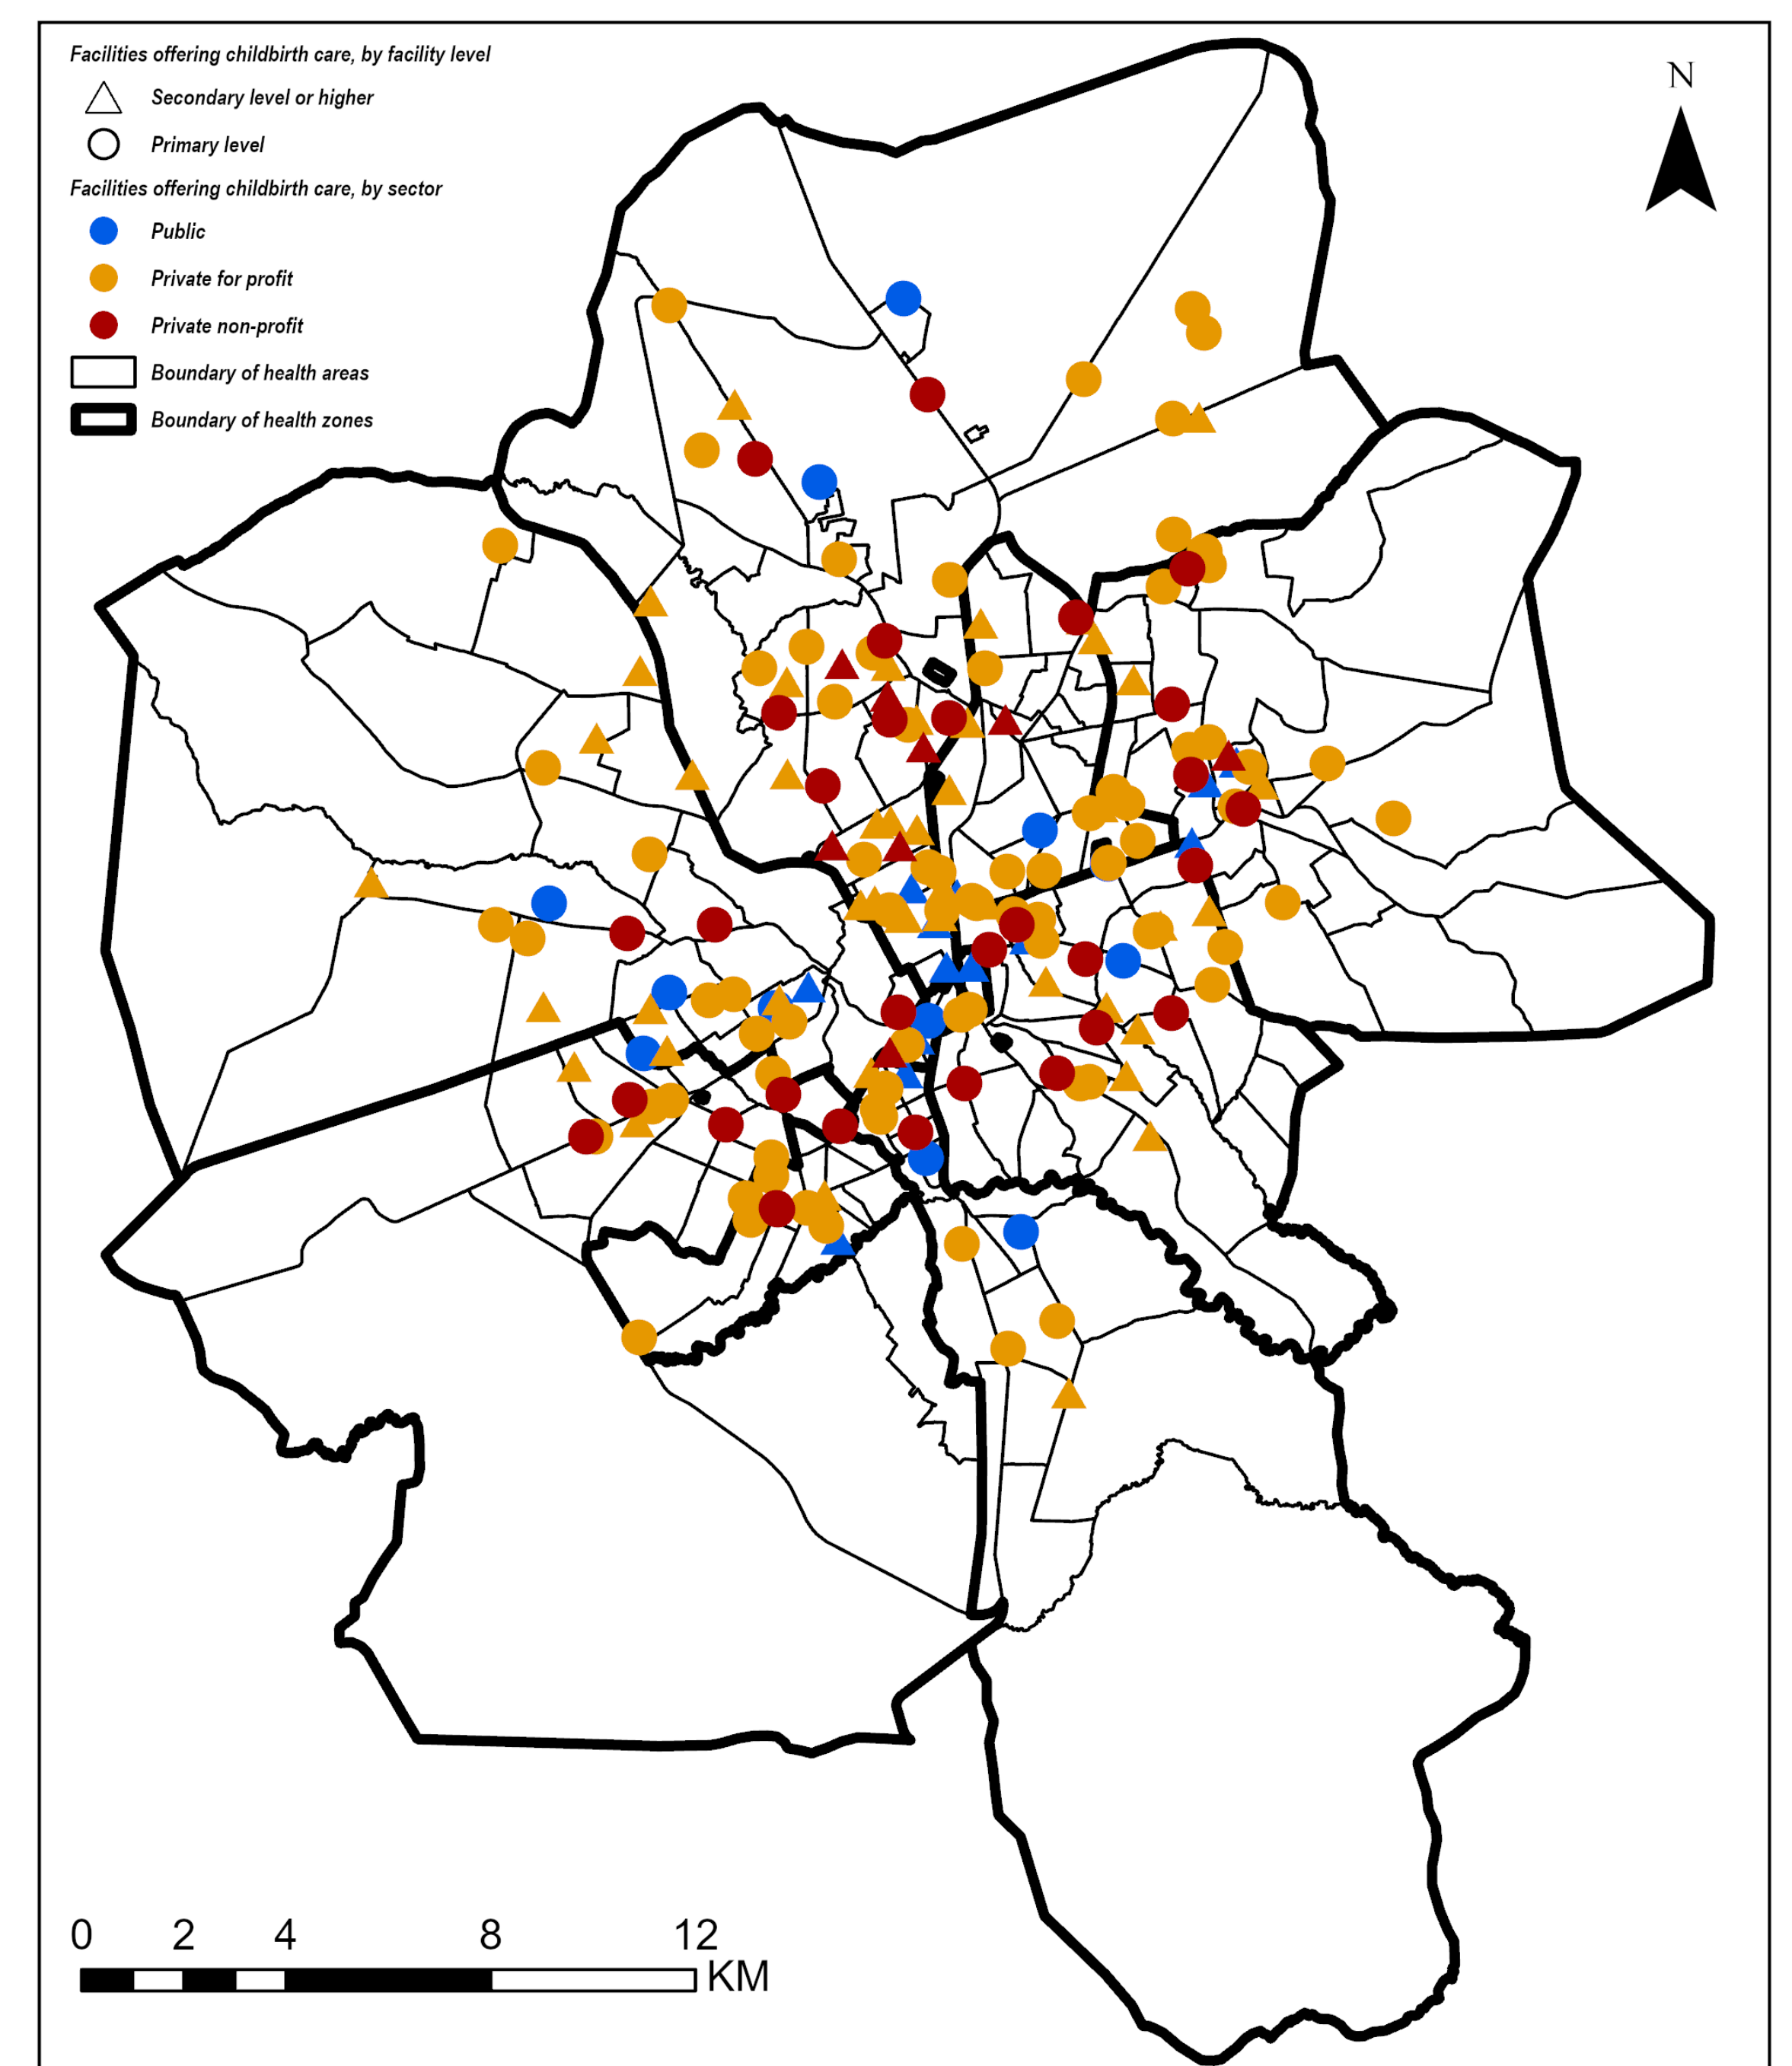 Facilities offering childbirth care, by facility level
Secondary level or higher
Primary level
Facilities offering childbirth care, by sector
Public
Private for profit
Private non-profit
Boundary of health areas
Boundary of health zones
N
0 2 4 8 12
KM